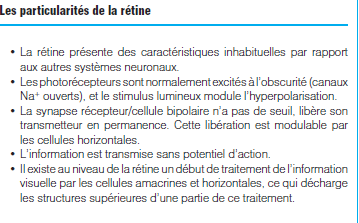 Les particularités de la rétine
• La rétine présente des caractéristiques inhabituelles par rapport
aux autres systèmes neuronaux.
• Les photorécepteurs sont normalement excités à l'obscurité (canaux
Na⁺ ouverts), et le stimulus lumineux module l'hyperpolarisation.
• La synapse récepteur/cellule bipolaire n'a pas de seuil, libère son
transmetteur en permanence. Cette libération est modulable par
les cellules horizontales.
• L'information est transmise sans potentiel d'action.
• Il existe au niveau de la rétine un début de traitement de l'information
visuelle par les cellules amacrines et horizontales, ce qui décharge
les structures supérieures d'une partie de ce traitement.